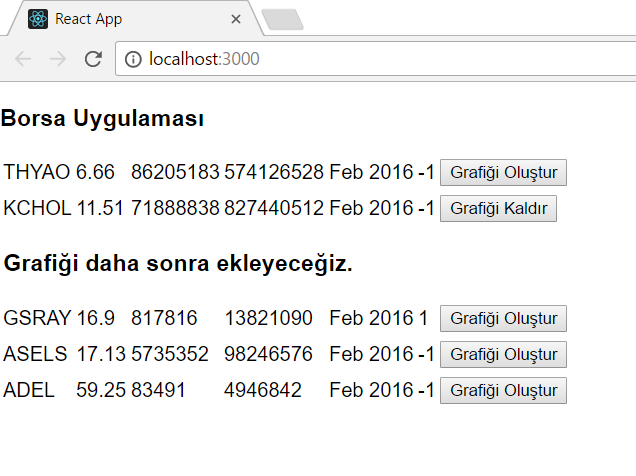 React App
localhost:3000
Borsa Uygulaması
THYAO 6.66 86205183 574126528 Feb 2016 -1 Grafiği Oluştur
KCHOL 11.51 71888838 827440512 Feb 2016 -1 Grafiği Kaldır
Grafiği daha sonra ekleyeceğiz.
GSRAY 16.9 817816 13821090 Feb 2016 1 Grafiği Oluştur
ASELS 17.13 5735352 98246576 Feb 2016 -1 Grafiği Oluştur
ADEL 59.25 83491 4946842 Feb 2016 -1 Grafiği Oluştur